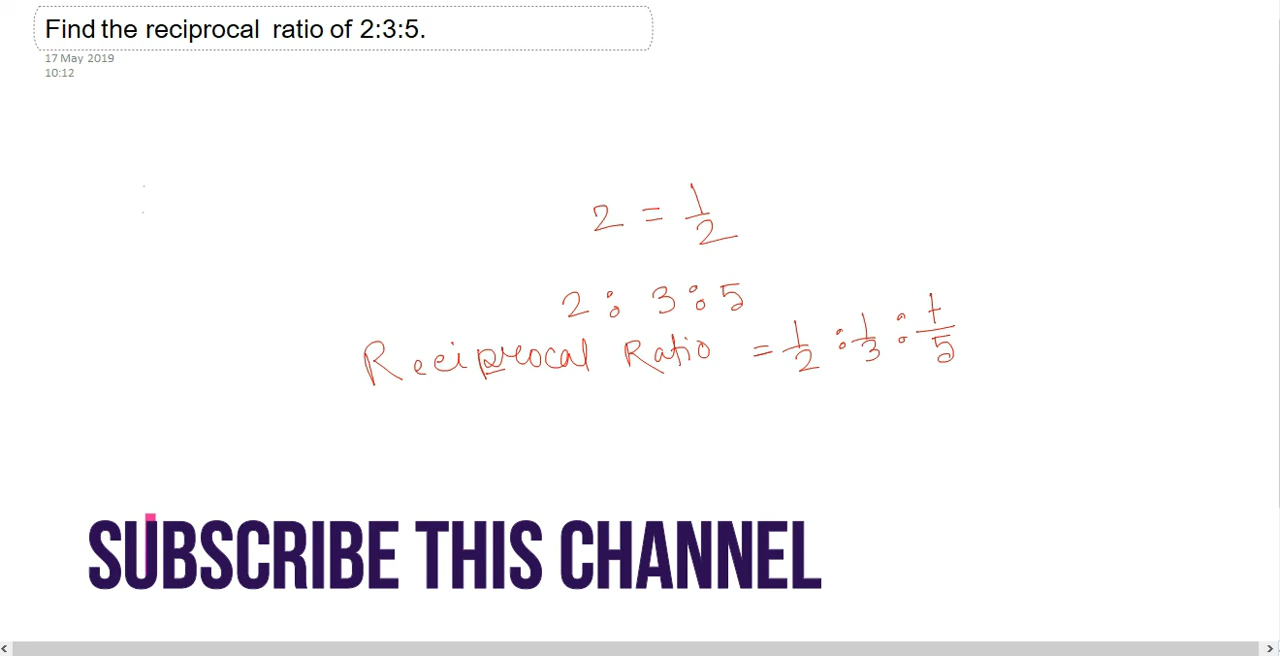 Find the reciprocal ratio of 2:3:5.
17 May 2019
10:12
2 = 1/2
2 : 3 : 5
Reciprocal Ratio = 1/2 : 1/3 : 1/5
SUBSCRIBE THIS CHANNEL